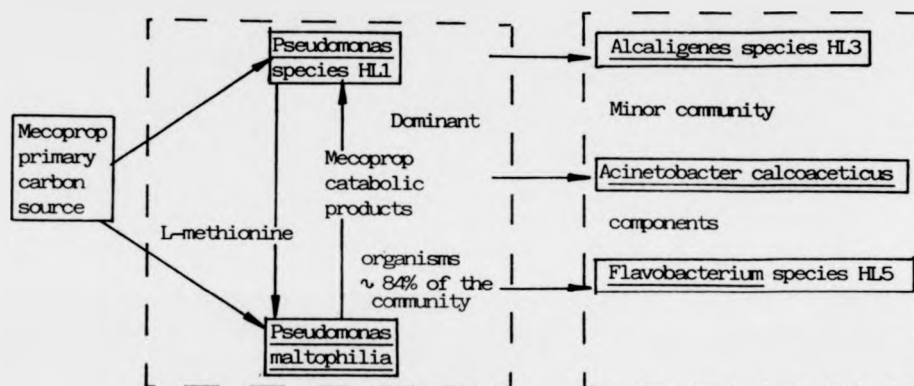 Mecoprop
primary
carbon
source
Pseudomonas
species HL1
Dominant
Mecoprop
catabolic
products
L-methionine
organisms
~ 84% of the
community
Pseudomonas
maltophilia
Alcaligenes species HL3
Minor community
Acinetobacter calcoaceticus
components
Flavobacterium species HL5